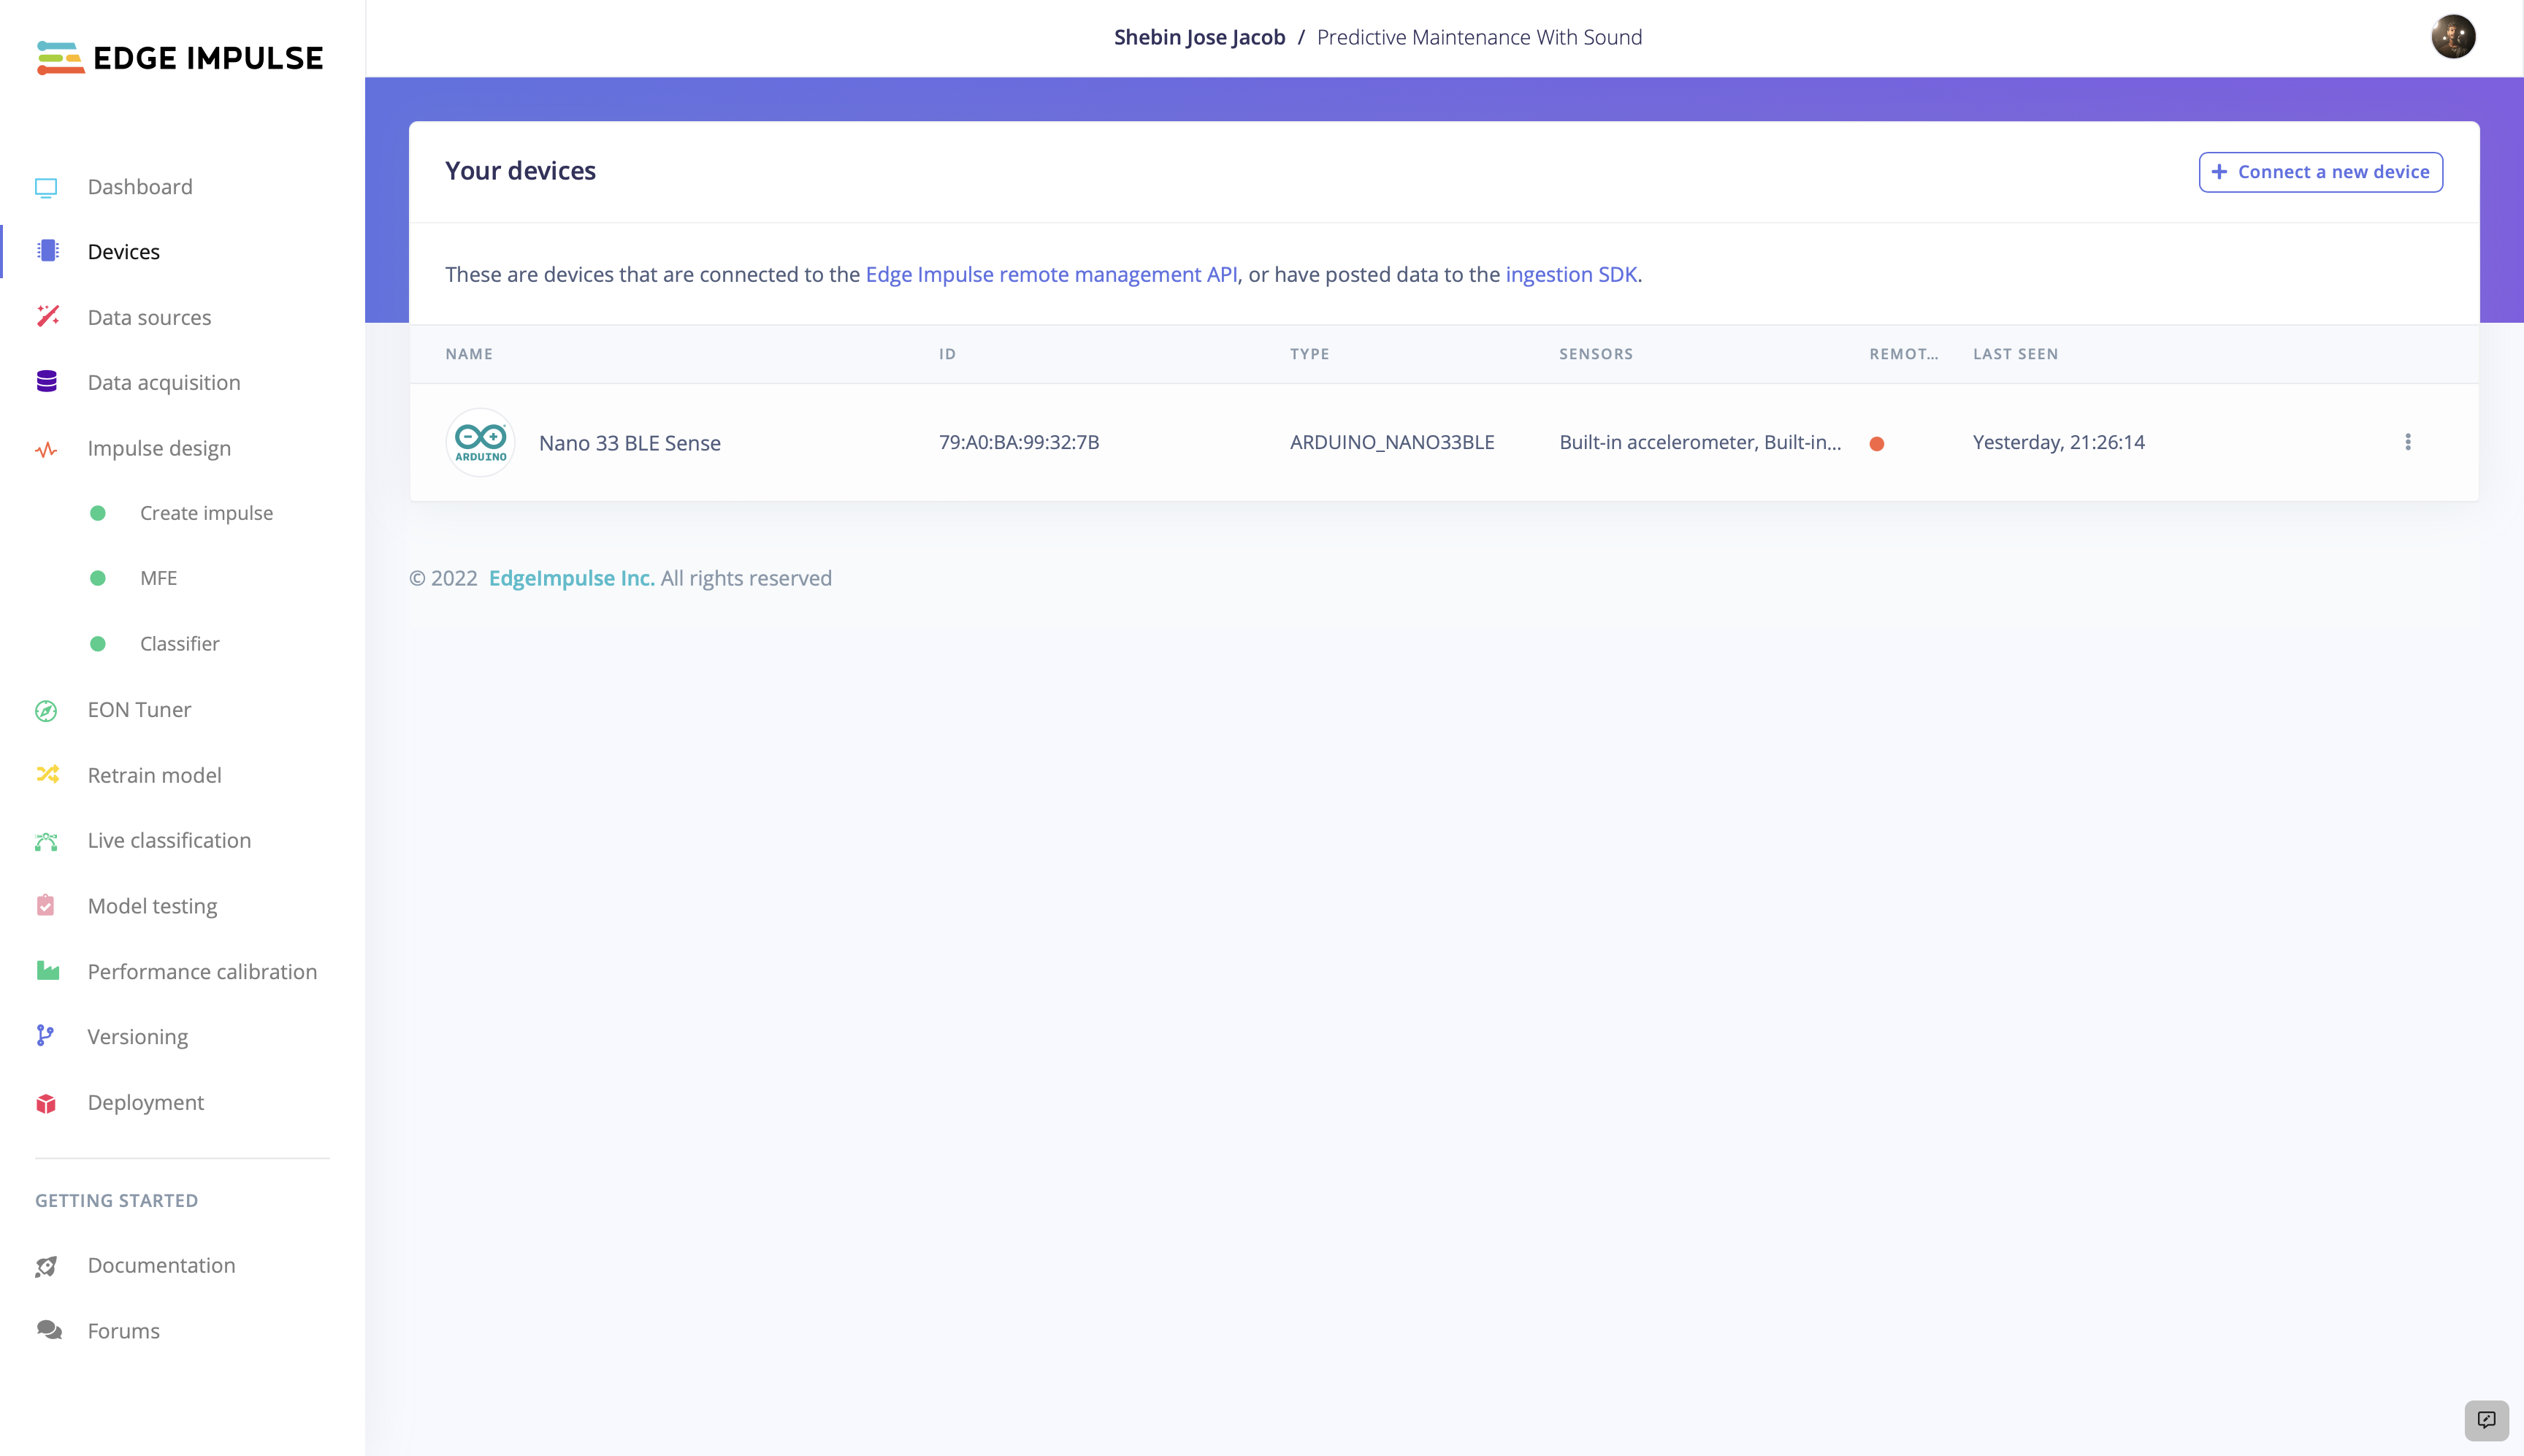 EDGE IMPULSE
Shebin Jose Jacob / Predictive Maintenance With Sound
Dashboard
Devices
Data sources
Data acquisition
Impulse design
Create impulse
MFE
Classifier
EON Tuner
Retrain model
Live classification
Model testing
Performance calibration
Versioning
Deployment
GETTING STARTED
Documentation
Forums
Your devices
+ Connect a new device
These are devices that are connected to the Edge Impulse remote management API, or have posted data to the ingestion SDK.
NAME ID TYPE SENSORS REMOT... LAST SEEN
ARDUINO Nano 33 BLE Sense 79:A0:BA:99:32:7B ARDUINO_NANO33BLE Built-in accelerometer, Built-in... Yesterday, 21:26:14
© 2022 EdgeImpulse Inc. All rights reserved